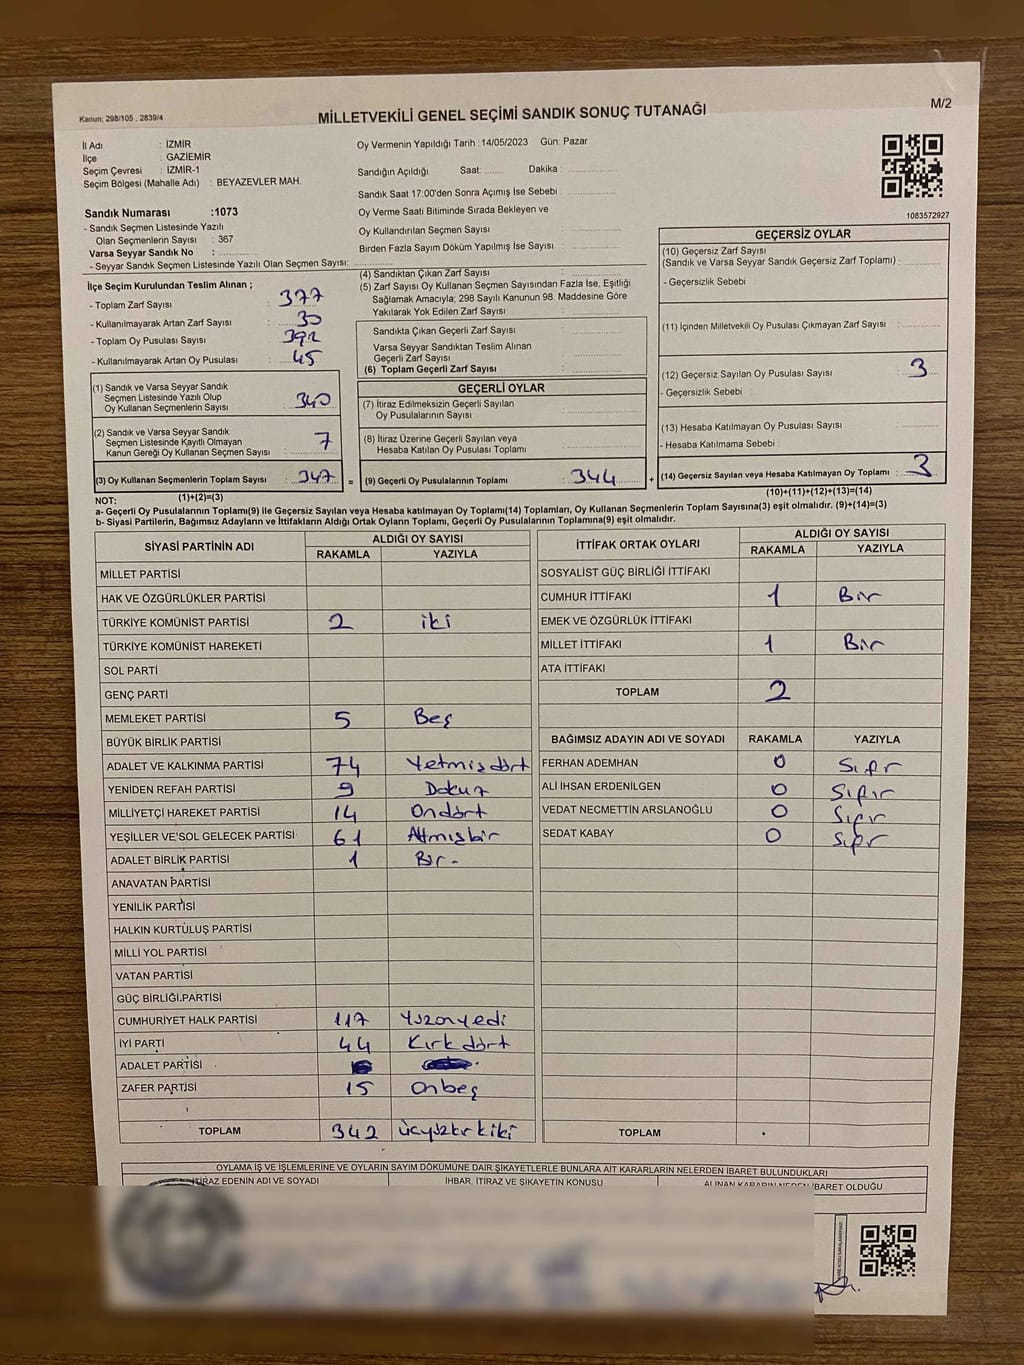 Kanun: 298/105 , 2839/4
MİLLETVEKİLİ GENEL SEÇİMİ SANDIK SONUÇ TUTANAĞI
M/2
İl Adı : İZMİR
İlçe : GAZİEMİR
Seçim Çevresi : İZMİR-1
Seçim Bölgesi (Mahalle Adı) : BEYAZEVLER MAH.
Oy Vermenin Yapıldığı Tarih :14/05/2023 Gün: Pazar
Sandığın Açıldığı Saat:....... Dakika :................
Sandık Saat 17:00'den Sonra Açımış İse Sebebi :................
Oy Verme Saati Bitiminde Sırada Bekleyen ve
Oy Kullandırılan Seçmen Sayısı :................
Birden Fazla Sayım Döküm Yapılmış İse Sayısı :................
1083572927
Sandık Numarası :1073
- Sandık Seçmen Listesinde Yazılı
Olan Seçmenlerin Sayısı : 367
Varsa Seyyar Sandık No :................
- Seyyar Sandık Seçmen Listesinde Yazılı Olan Seçmen Sayısı:................
İlçe Seçim Kurulundan Teslim Alınan ;
- Toplam Zarf Sayısı : 377
- Kullanılmayarak Artan Zarf Sayısı : 30
- Toplam Oy Pusulası Sayısı : 392
- Kullanılmayarak Artan Oy Pusulası : 45
(1) Sandık ve Varsa Seyyar Sandık
Seçmen Listesinde Yazılı Olup
Oy Kullanan Seçmenlerin Sayısı : 340
(2) Sandık ve Varsa Seyyar Sandık
Seçmen Listesinde Kayıtlı Olmayan
Kanun Gereği Oy Kullanan Seçmen Sayısı : 7
(3) Oy Kullanan Seçmenlerin Toplam Sayısı : 347 =
(1)+(2)=(3)
(4) Sandıktan Çıkan Zarf Sayısı :................
(5) Zarf Sayısı Oy Kullanan Seçmen Sayısından Fazla İse, Eşitliği
Sağlamak Amacıyla; 298 Sayılı Kanunun 98. Maddesine Göre
Yakılarak Yok Edilen Zarf Sayısı :................
Sandıkta Çıkan Geçerli Zarf Sayısı :................
Varsa Seyyar Sandıktan Teslim Alınan
Geçerli Zarf Sayısı :................
(6) Toplam Geçerli Zarf Sayısı :................
GEÇERLİ OYLAR
(7) İtiraz Edilmeksizin Geçerli Sayılan
Oy Pusulalarının Sayısı :................
(8) İtiraz Üzerine Geçerli Sayılan veya
Hesaba Katılan Oy Pusulası Toplamı :................
(9) Geçerli Oy Pusulalarının Toplamı : 344 +
GEÇERSİZ OYLAR
(10) Geçersiz Zarf Sayısı
(Sandık ve Varsa Seyyar Sandık Geçersiz Zarf Toplamı) :................
- Geçersizlik Sebebi
(11) İçinden Milletvekili Oy Pusulası Çıkmayan Zarf Sayısı :................
(12) Geçersiz Sayılan Oy Pusulası Sayısı : 3
- Geçersizlik Sebebi :
(13) Hesaba Katılmayan Oy Pusulası Sayısı :................
- Hesaba Katılmama Sebebi :
(14) Geçersiz Sayılan veya Hesaba Katılmayan Oy Toplamı : 3
(10)+(11)+(12)+(13)=(14)
NOT:
a- Geçerli Oy Pusulalarının Toplamı(9) ile Geçersiz Sayılan veya Hesaba katılmayan Oy Toplamı(14) Toplamları, Oy Kullanan Seçmenlerin Toplam Sayısına(3) eşit olmalıdır. (9)+(14)=(3)
b- Siyasi Partilerin, Bağımsız Adayların ve İttifakların Aldığı Ortak Oyların Toplamı, Geçerli Oy Pusulalarının Toplamına(9) eşit olmalıdır.
SİYASİ PARTİNİN ADI ALDIĞI OY SAYISI
RAKAMLA YAZIYLA
MİLLET PARTİSİ
HAK VE ÖZGÜRLÜKLER PARTİSİ
TÜRKİYE KOMÜNİST PARTİSİ 2 iki
TÜRKİYE KOMÜNİST HAREKETİ
SOL PARTİ
GENÇ PARTİ
MEMLEKET PARTİSİ 5 Beş
BÜYÜK BİRLİK PARTİSİ
ADALET VE KALKINMA PARTİSİ 74 Yetmişdört
YENİDEN REFAH PARTİSİ 9 Dokuz
MİLLİYETÇİ HAREKET PARTİSİ 14 Ondört
YEŞİLLER VE SOL GELECEK PARTİSİ 61 Altmışbir
ADALET BİRLİK PARTİSİ 1 Bir
ANAVATAN PARTİSİ
YENİLİK PARTİSİ
HALKIN KURTULUŞ PARTİSİ
MİLLİ YOL PARTİSİ
VATAN PARTİSİ
GÜÇ BİRLİĞİ PARTİSİ
CUMHURİYET HALK PARTİSİ 117 Yüzonyedi
İYİ PARTİ 44 Kırkdört
ADALET PARTİSİ
ZAFER PARTİSİ 15 Onbeş
TOPLAM 342 üçyüzkırkiki
İTTİFAK ORTAK OYLARI ALDIĞI OY SAYISI
RAKAMLA YAZIYLA
SOSYALİST GÜÇ BİRLİĞİ İTTİFAKI
CUMHUR İTTİFAKI 1 Bir
EMEK VE ÖZGÜRLÜK İTTİFAKI
MİLLET İTTİFAKI 1 Bir
ATA İTTİFAKI
TOPLAM 2
BAĞIMSIZ ADAYIN ADI VE SOYADI RAKAMLA YAZIYLA
FERHAN ADEMHAN 0 Sıfır
ALİ İHSAN ERDENİLGEN 0 Sıfır
VEDAT NECMETTİN ARSLANOĞLU 0 Sıfır
SEDAT KABAY 0 Sıfır
TOPLAM
OYLAMA İŞ VE İŞLEMLERİNE VE OYLARIN SAYIM DÖKÜMÜNE DAİR ŞİKAYETLERLE BUNLARA AİT KARARLARIN NELERDEN İBARET BULUNDUKLARI
İTİRAZ EDENİN ADI VE SOYADI İHBAR, İTİRAZ VE ŞİKAYETİN KONUSU ALINAN KARARIN NEDEN İBARET OLDUĞU